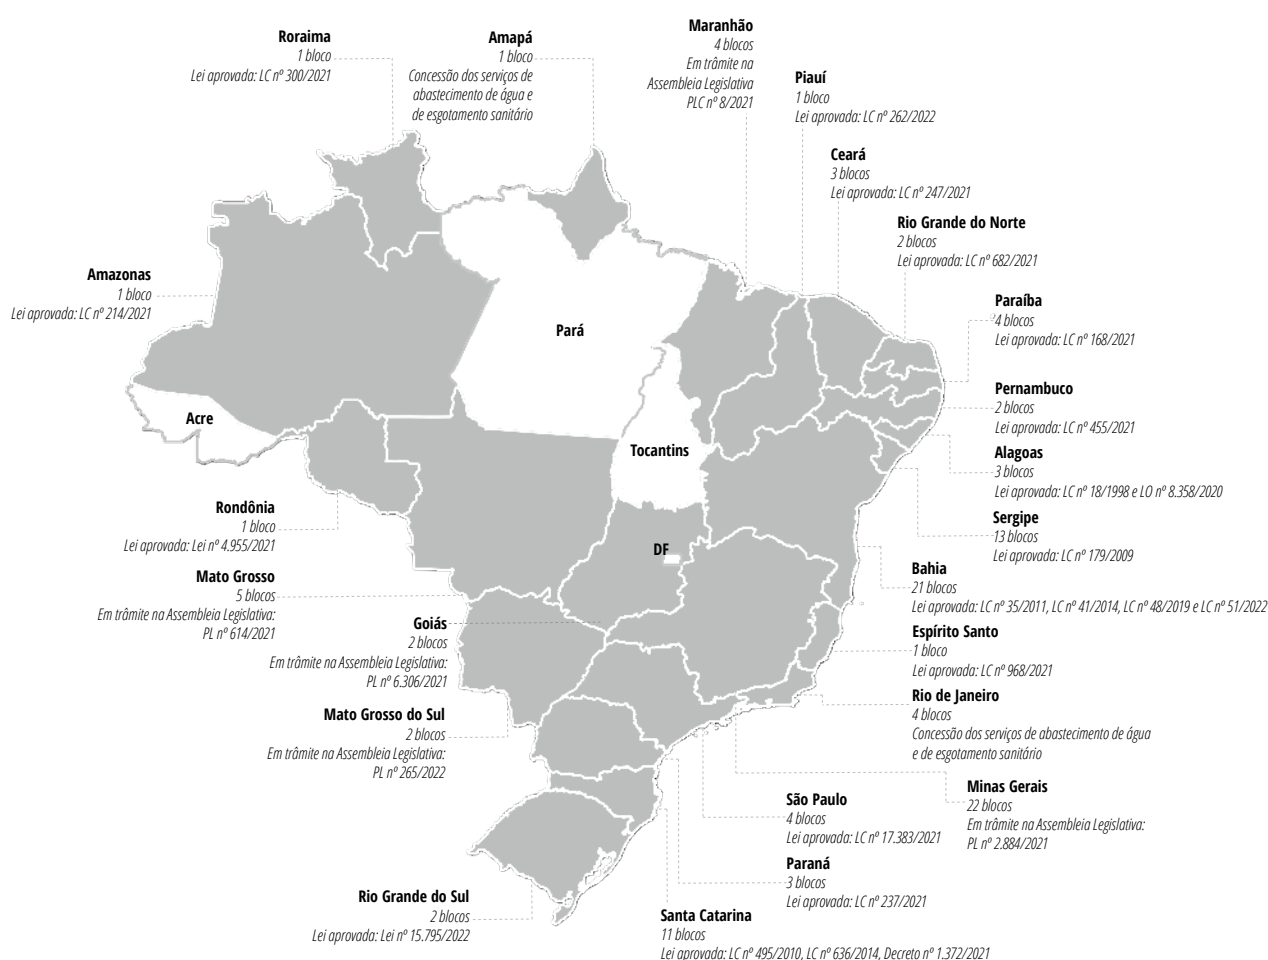 Roraima
1 bloco
Lei aprovada: LC nº 300/2021
Amapá
1 bloco
Concessão dos serviços de
abastecimento de água e
de esgotamento sanitário
Maranhão
4 blocos
Em trâmite na
Assembleia Legislativa
PLC nº 8/2021
Piauí
1 bloco
Lei aprovada: LC nº 262/2022
Ceará
3 blocos
Lei aprovada: LC nº 247/2021
Rio Grande do Norte
2 blocos
Lei aprovada: LC nº 682/2021
Amazonas
1 bloco
Lei aprovada: LC nº 214/2021
Paraíba
4 blocos
Lei aprovada: LC nº 168/2021
Pará
Pernambuco
2 blocos
Lei aprovada: LC nº 455/2021
Acre
Tocantins
Alagoas
3 blocos
Lei aprovada: LC nº 18/1998 e LO nº 8.358/2020
Rondônia
1 bloco
Lei aprovada: Lei nº 4.955/2021
Sergipe
13 blocos
Lei aprovada: LC nº 179/2009
DF
Mato Grosso
5 blocos
Em trâmite na Assembleia Legislativa:
PL nº 614/2021
Bahia
21 blocos
Lei aprovada: LC nº 35/2011, LC nº 41/2014, LC nº 48/2019 e LC nº 51/2022
Goiás
2 blocos
Em trâmite na Assembleia Legislativa:
PL nº 6.306/2021
Espírito Santo
1 bloco
Lei aprovada: LC nº 968/2021
Rio de Janeiro
4 blocos
Concessão dos serviços de abastecimento de água
e de esgotamento sanitário
Mato Grosso do Sul
2 blocos
Em trâmite na Assembleia Legislativa:
PL nº 265/2022
Minas Gerais
22 blocos
Em trâmite na Assembleia Legislativa:
PL nº 2.884/2021
São Paulo
4 blocos
Lei aprovada: LC nº 17.383/2021
Paraná
3 blocos
Lei aprovada: LC nº 237/2021
Rio Grande do Sul
2 blocos
Lei aprovada: Lei nº 15.795/2022
Santa Catarina
11 blocos
Lei aprovada: LC nº 495/2010, LC nº 636/2014, Decreto nº 1.372/2021